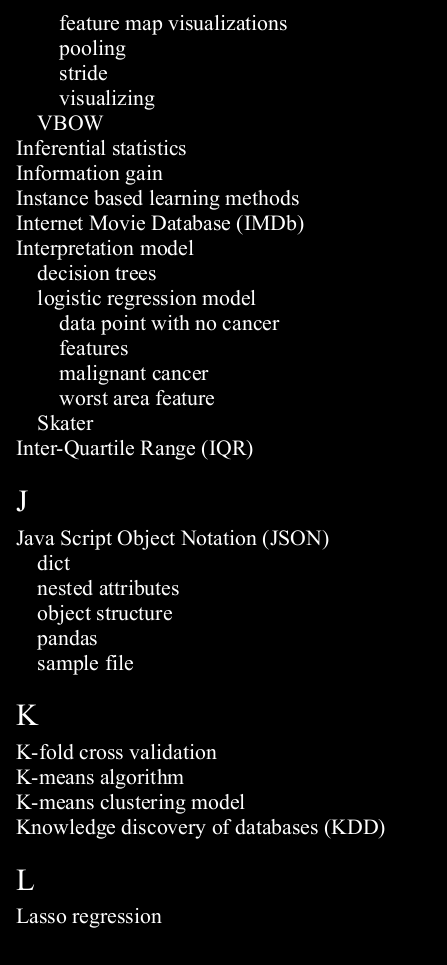 feature map visualizations
pooling
stride
visualizing
VBOW
Inferential statistics
Information gain
Instance based learning methods
Internet Movie Database (IMDb)
Interpretation model
decision trees
logistic regression model
data point with no cancer
features
malignant cancer
worst area feature
Skater
Inter-Quartile Range (IQR)
J
Java Script Object Notation (JSON)
dict
nested attributes
object structure
pandas
sample file
K
K-fold cross validation
K-means algorithm
K-means clustering model
Knowledge discovery of databases (KDD)
L
Lasso regression